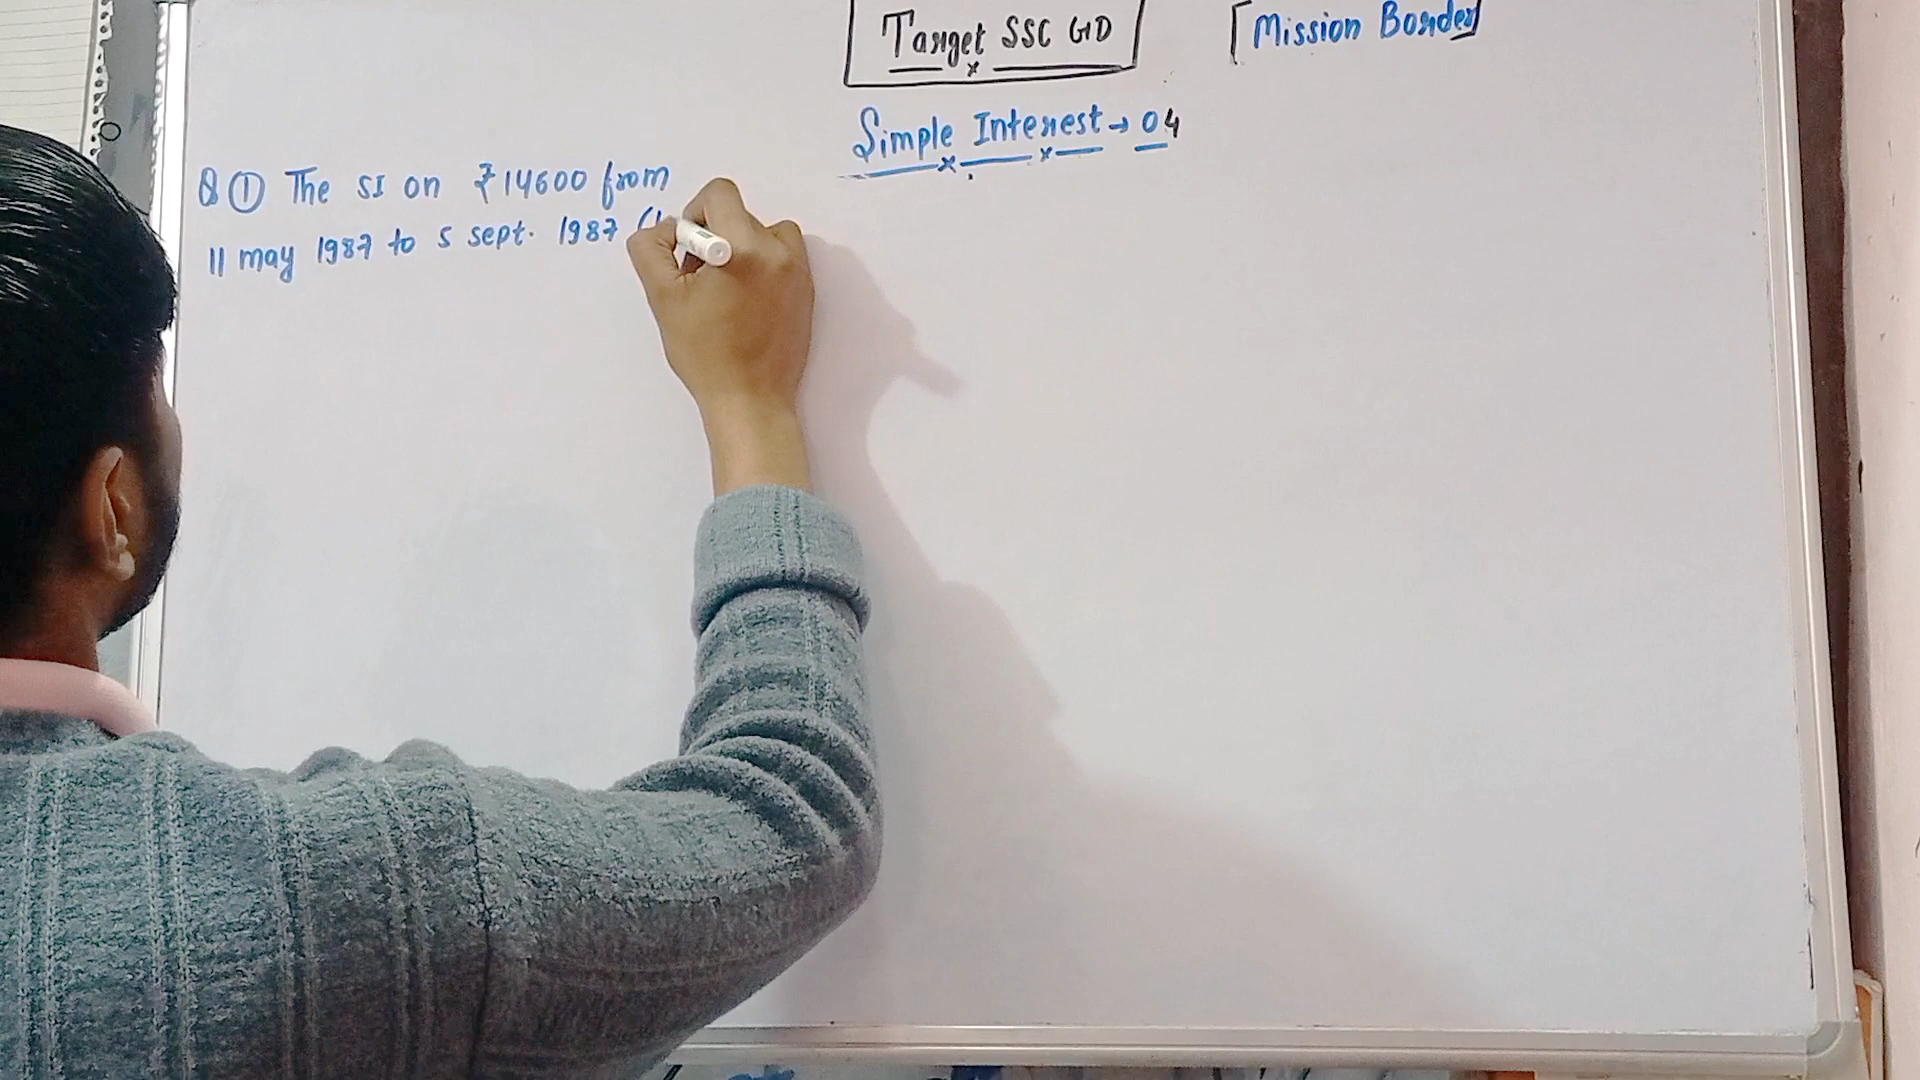 Target SSC GD
[Mission Border]
Simple Interest → 04
Q ① The SI on ₹14600 from
11 may 1987 to 5 sept. 1987 (